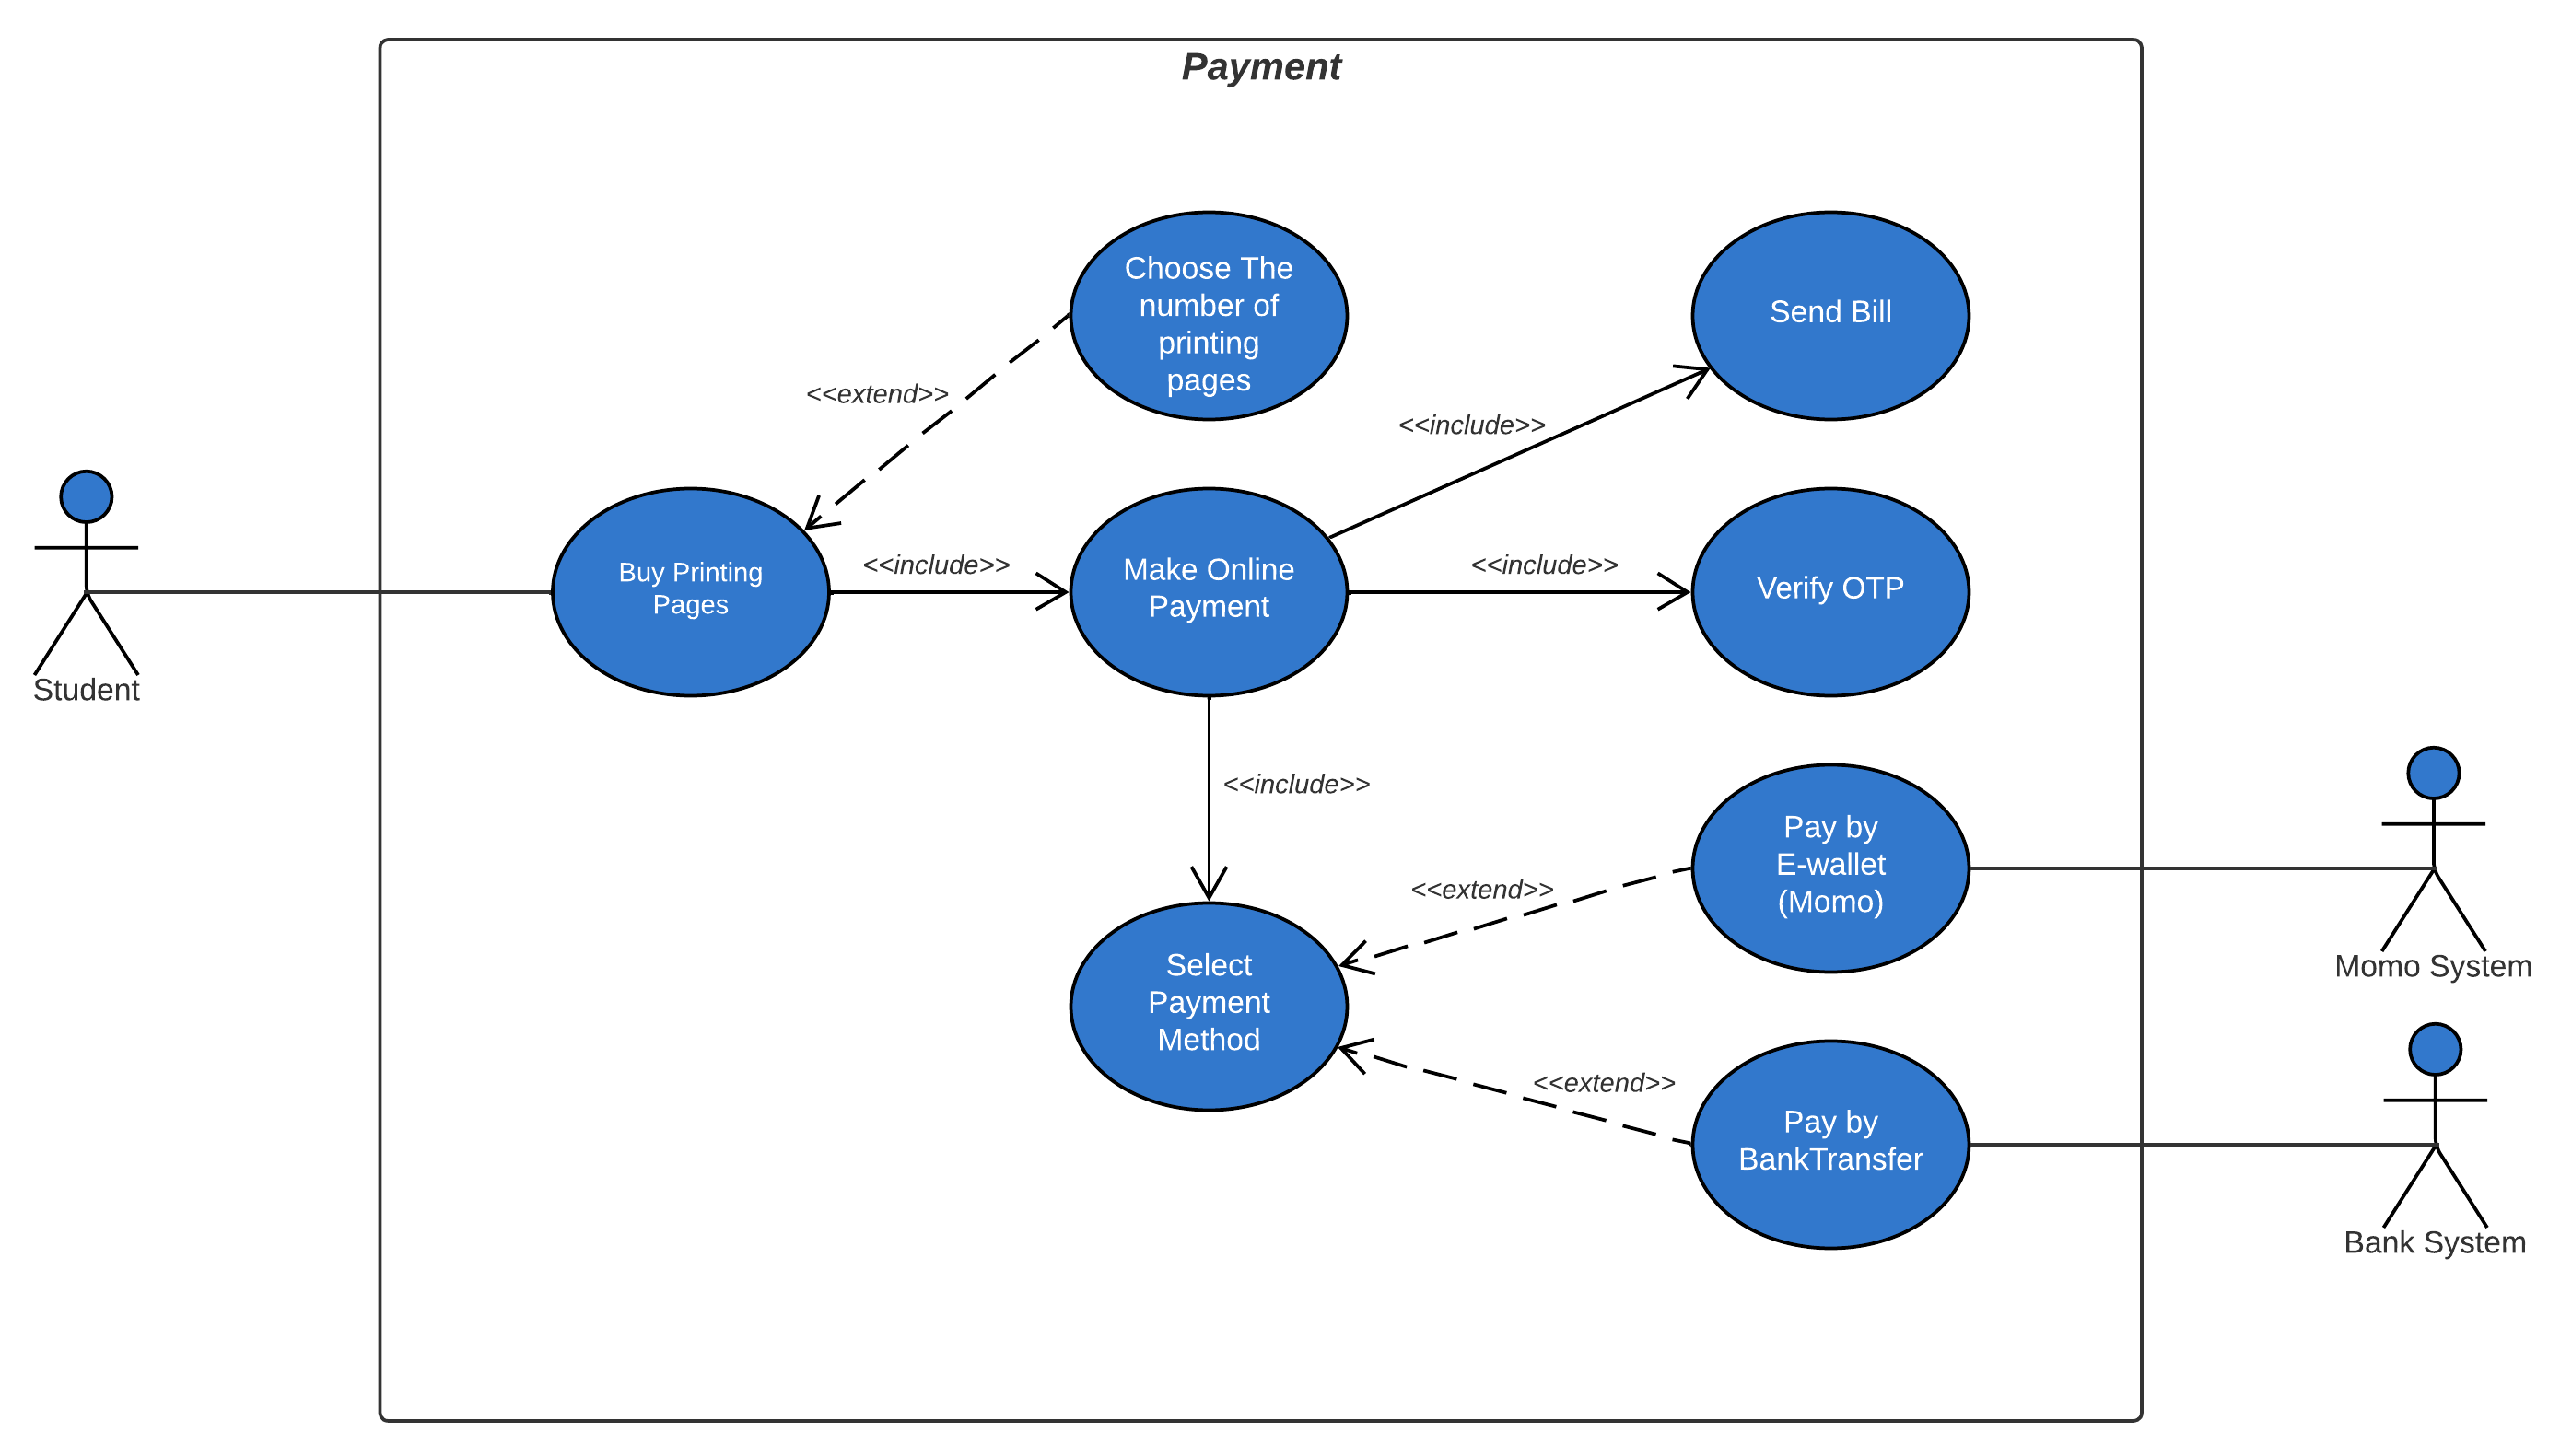 Payment
Choose The
number of
printing
pages
Send Bill
<<extend>>
<<include>>
Buy Printing
Pages
<<include>>
Make Online
Payment
<<include>>
Verify OTP
Student
<<include>>
Pay by
E-wallet
(Momo)
<<extend>>
Momo System
Select
Payment
Method
<<extend>>
Pay by
BankTransfer
Bank System